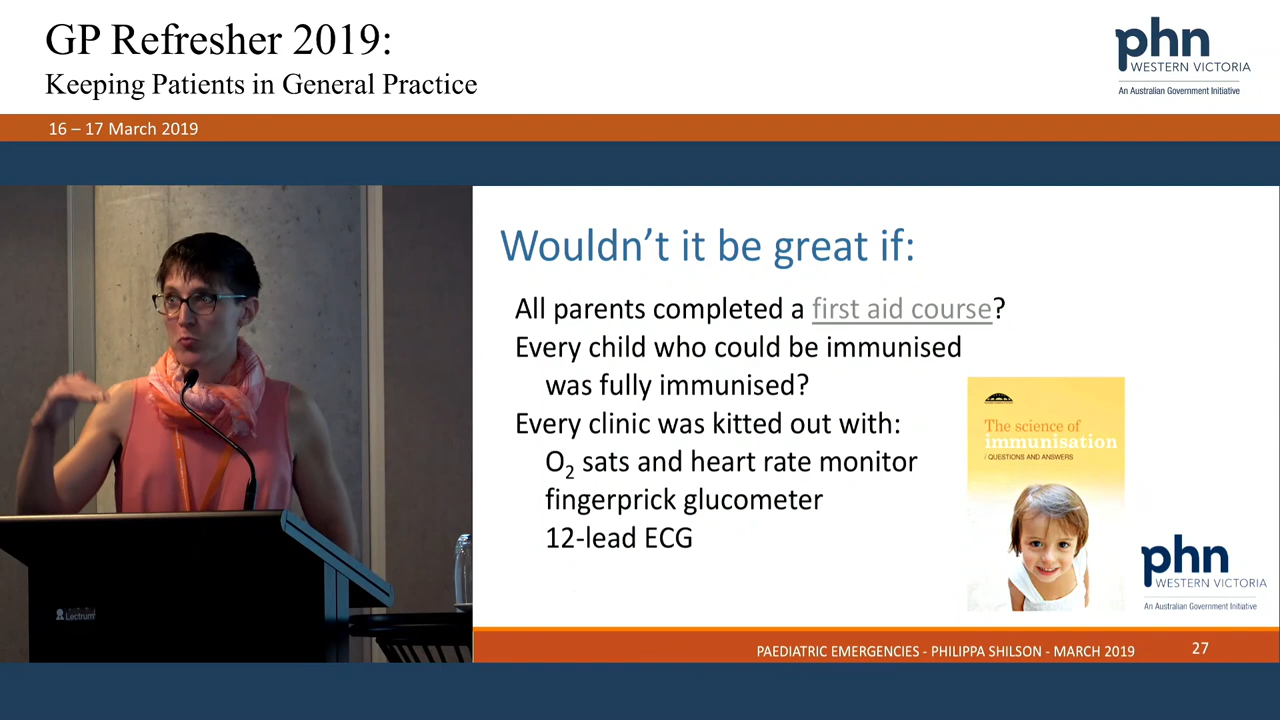 GP Refresher 2019:
Keeping Patients in General Practice
phn
WESTERN VICTORIA
An Australian Government Initiative
16 – 17 March 2019
Wouldn't it be great if:
All parents completed a first aid course?
Every child who could be immunised
was fully immunised?
Every clinic was kitted out with:
O2 sats and heart rate monitor
fingerprick glucometer
12-lead ECG
The science of
immunisation
/ QUESTIONS AND ANSWERS
phn
WESTERN VICTORIA
An Australian Government Initiative
Lectrum
PAEDIATRIC EMERGENCIES - PHILIPPA SHILSON - MARCH 2019
27